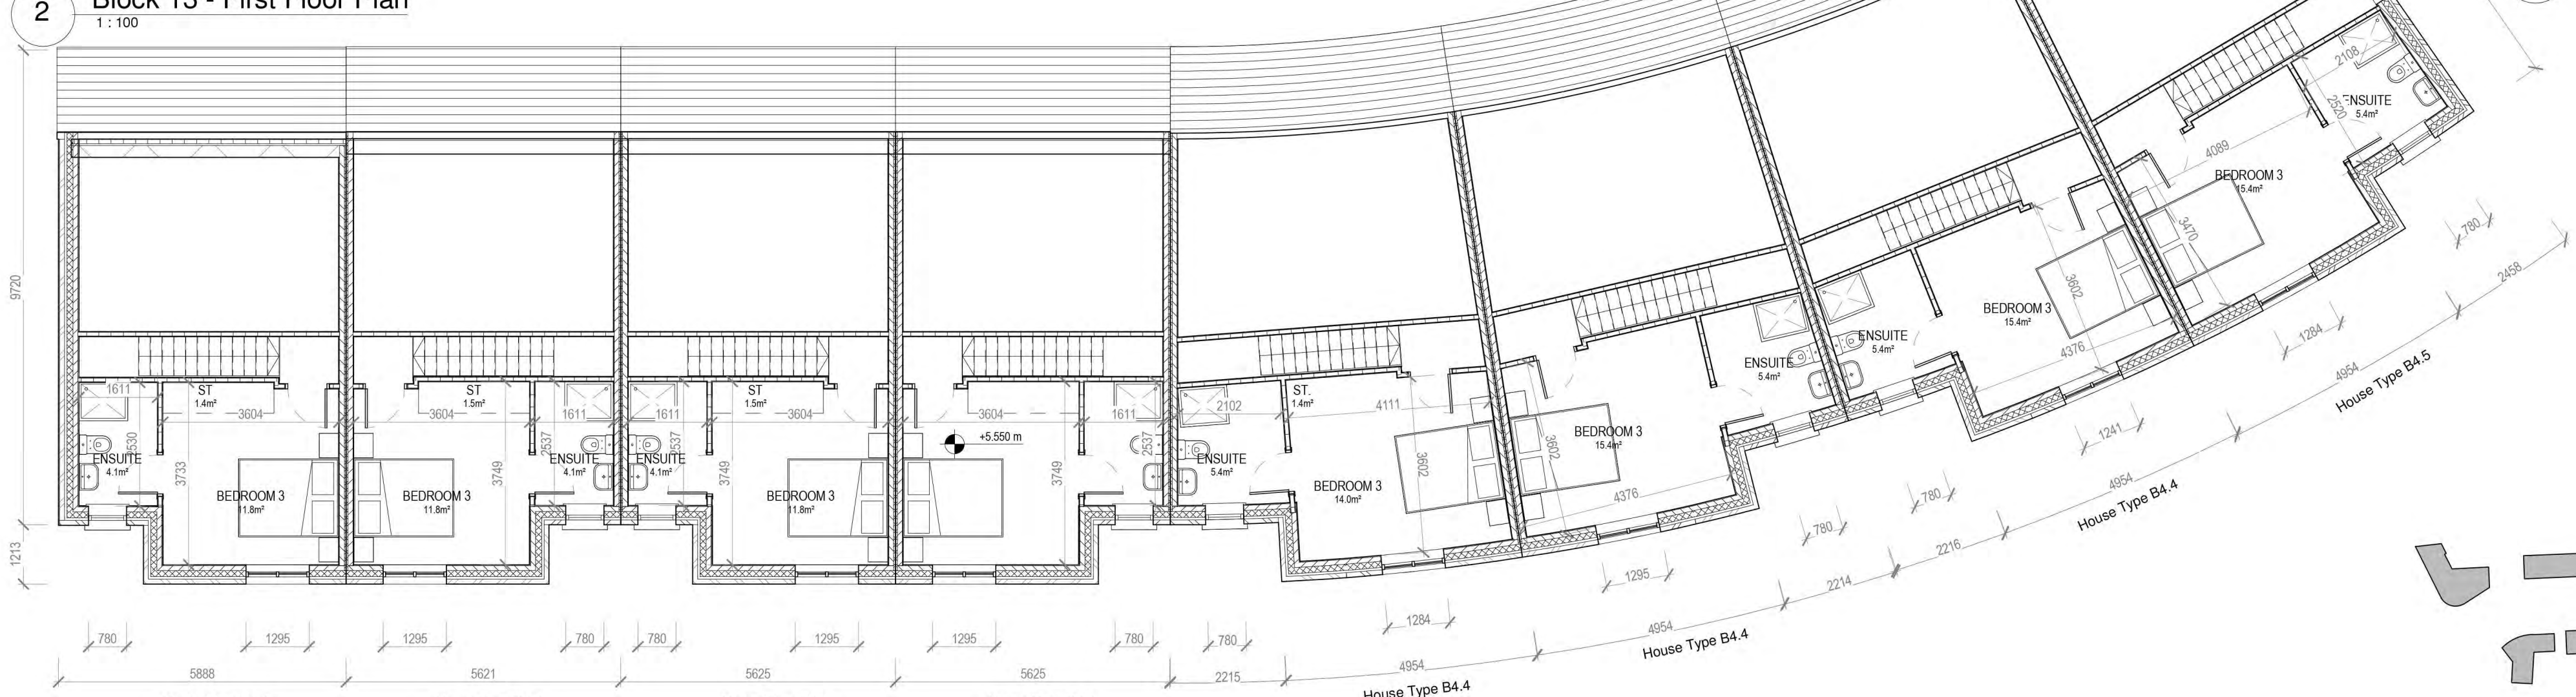 2
Block 13 - First Floor Plan
1 : 100
9720
1213
1611
ST
1.4m²
3604
2530
ENSUITE
4.1m²
3733
BEDROOM 3
11.8m²
3604
ST
1.5m²
1611
2537
ENSUITE
4.1m²
3749
BEDROOM 3
11.8m²
1611
ST
1.5m²
3604
2537
ENSUITE
4.1m²
3749
BEDROOM 3
11.8m²
3604
1611
+5.550 m
2537
3749
2102
ST.
1.4m²
4111
ENSUITE
5.4m²
3602
BEDROOM 3
14.0m²
BEDROOM 3
15.4m²
3602
4376
ENSUITE
5.4m²
ENSUITE
5.4m²
BEDROOM 3
15.4m²
3602
4376
4089
BEDROOM 3
15.4m²
3470
2108
2520
ENSUITE
5.4m²
780
1295
1295
780
780
1295
1295
780
780
1284
1295
780
780
1241
1284
780
5888
5621
5625
5625
2215
4954
House Type B4.4
4954
House Type B4.4
2214
2216
4954
House Type B4.4
4954
House Type B4.5
2458